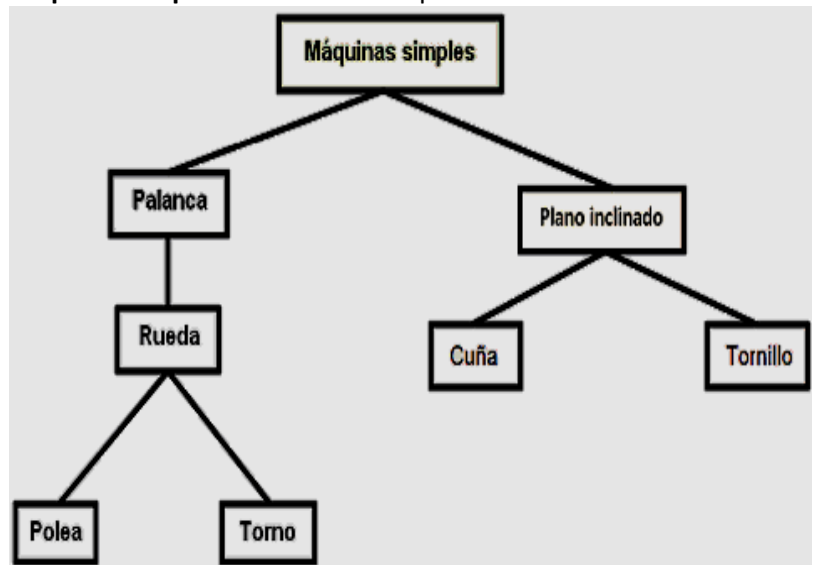 Máquinas simples
Palanca
Plano inclinado
Rueda
Cuña
Tornillo
Polea
Torno